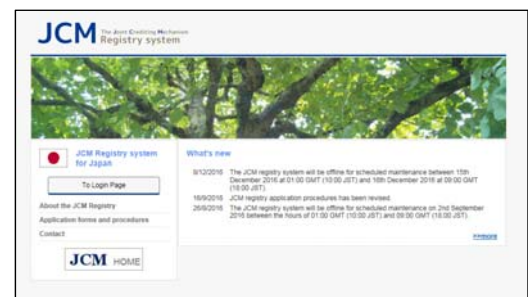 JCM The Joint Crediting Mechanism
Registry system
JCM Registry system
for Japan
To Login Page
About the JCM Registry
Application forms and procedures
Contact
JCM HOME
What's new
9/12/2016 The JCM registry system will be offline for scheduled maintenance between 15th
December 2016 at 01:00 GMT (10:00 JST) and 16th December 2016 at 09:00 GMT
(18:00 JST).
16/9/2016 JCM registry application procedures has been revised.
26/8/2016 The JCM registry system will be offline for scheduled maintenance on 2nd September
2016 between the hours of 01:00 GMT (10:00 JST) and 09:00 GMT (18:00 JST).
>>more